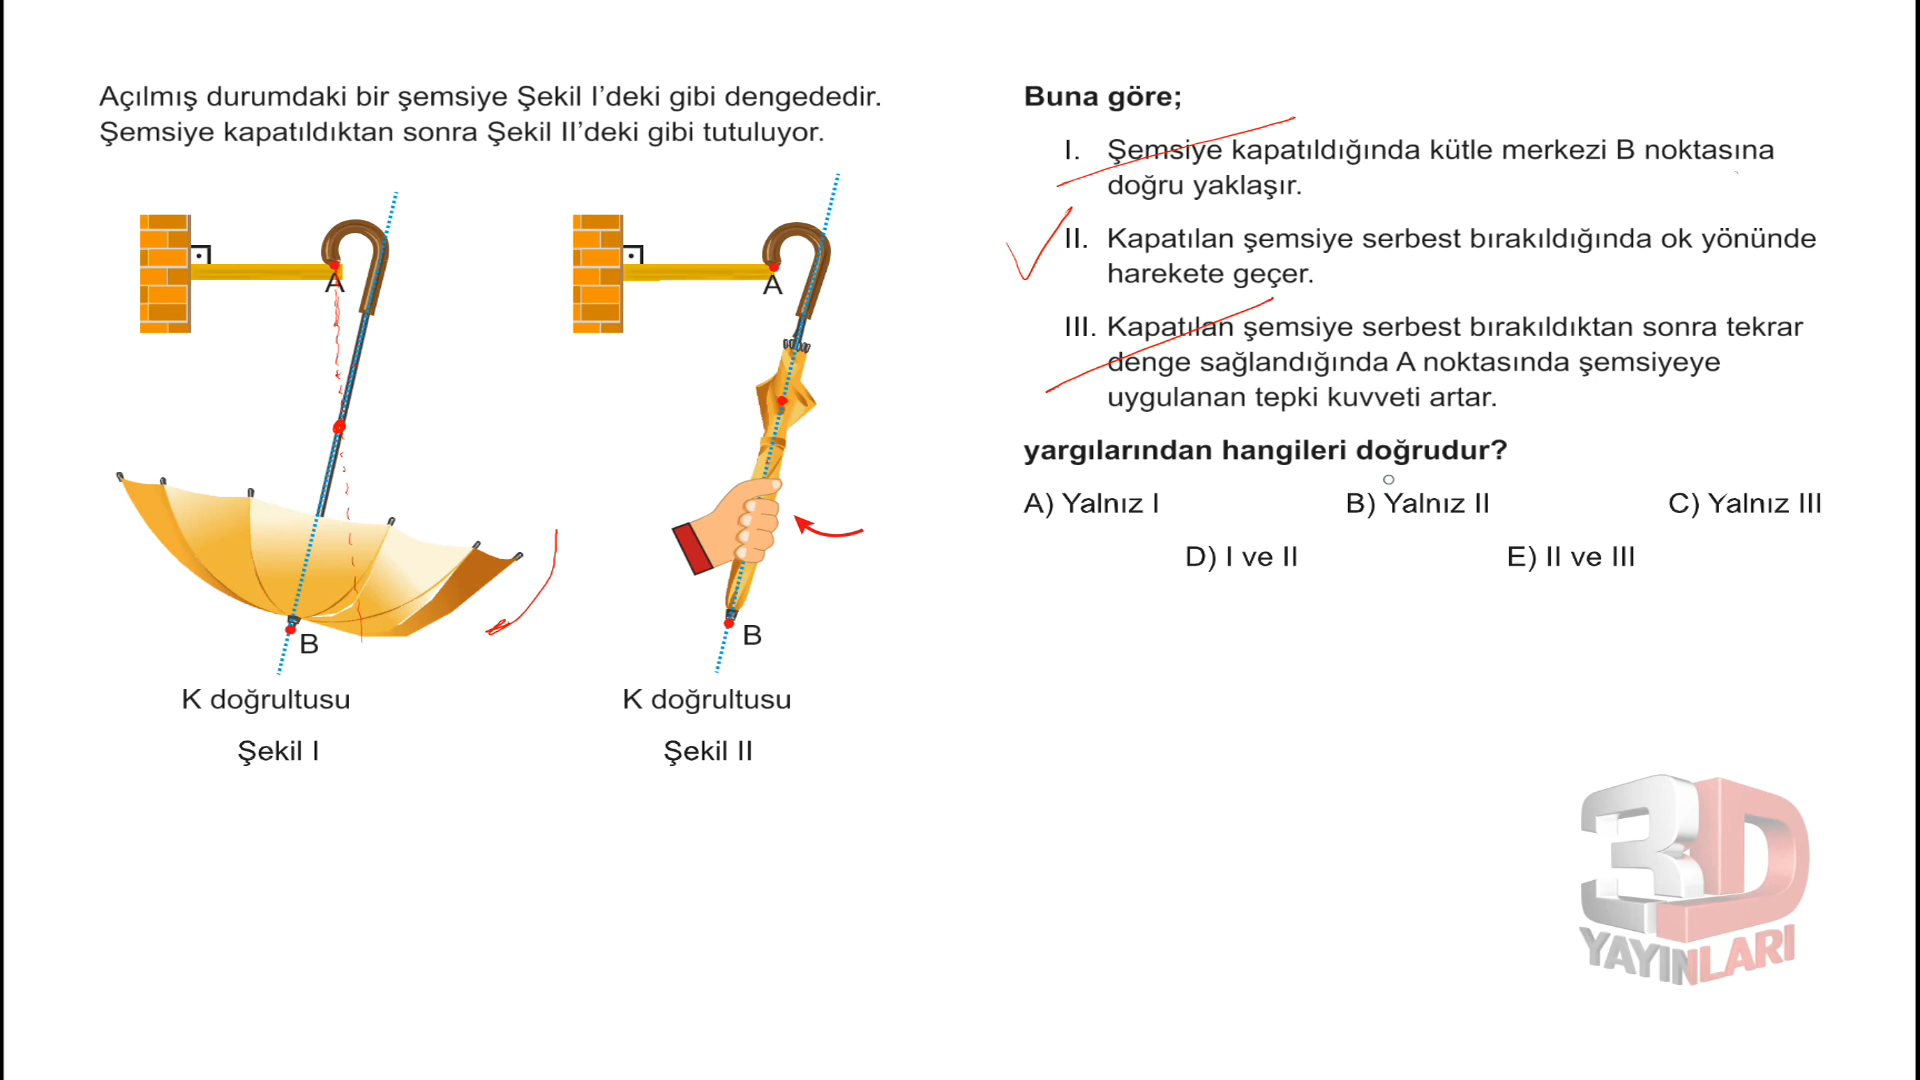 Açılmış durumdaki bir şemsiye Şekil I’deki gibi dengededir.
Şemsiye kapatıldıktan sonra Şekil II’deki gibi tutuluyor.
A
B
K doğrultusu
Şekil I
A
B
K doğrultusu
Şekil II
Buna göre;
I. Şemsiye kapatıldığında kütle merkezi B noktasına
doğru yaklaşır.
II. Kapatılan şemsiye serbest bırakıldığında ok yönünde
harekete geçer.
III. Kapatılan şemsiye serbest bırakıldıktan sonra tekrar
denge sağlandığında A noktasında şemsiyeye
uygulanan tepki kuvveti artar.
yargılarından hangileri doğrudur?
A) Yalnız I B) Yalnız II C) Yalnız III
D) I ve II E) II ve III
3D
YAYINLARI